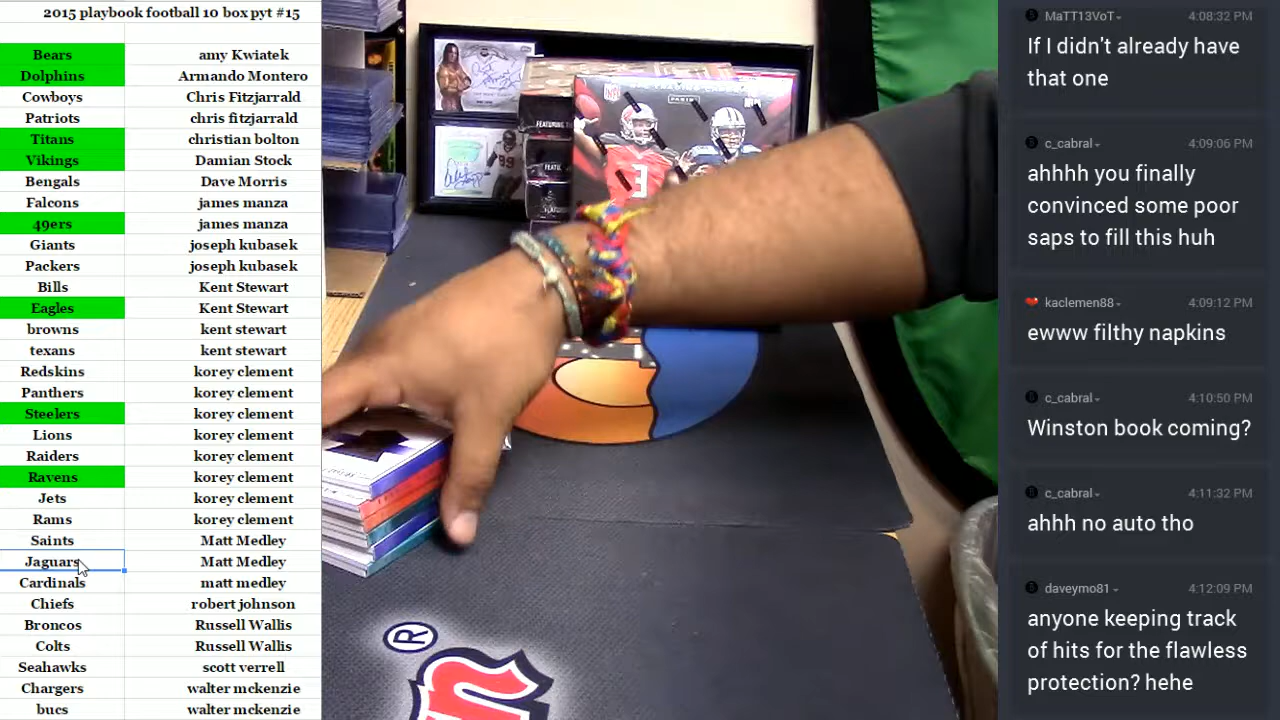 2015 playbook football 10 box pyt #15
Bears amy Kwiatek
Dolphins Armando Montero
Cowboys Chris Fitzjarrald
Patriots chris fitzjarrald
Titans christian bolton
Vikings Damian Stock
Bengals Dave Morris
Falcons james manza
49ers james manza
Giants joseph kubasek
Packers joseph kubasek
Bills Kent Stewart
Eagles Kent Stewart
browns kent stewart
texans kent stewart
Redskins korey clement
Panthers korey clement
Steelers korey clement
Lions korey clement
Raiders korey clement
Ravens korey clement
Jets korey clement
Rams korey clement
Saints Matt Medley
Jaguars Matt Medley
Cardinals matt medley
Chiefs robert johnson
Broncos Russell Wallis
Colts Russell Wallis
Seahawks scott verrell
Chargers walter mckenzie
bucs walter mckenzie
PANINI
NFL
3
99
FEATURING
®
MaTT13VoT 4:08:32 PM
If I didn't already have
that one
c_cabral 4:09:06 PM
ahhhh you finally
convinced some poor
saps to fill this huh
kaclemen88 4:09:12 PM
ewww filthy napkins
c_cabral 4:10:50 PM
Winston book coming?
c_cabral 4:11:32 PM
ahhh no auto tho
daveymo81 4:12:09 PM
anyone keeping track
of hits for the flawless
protection? hehe